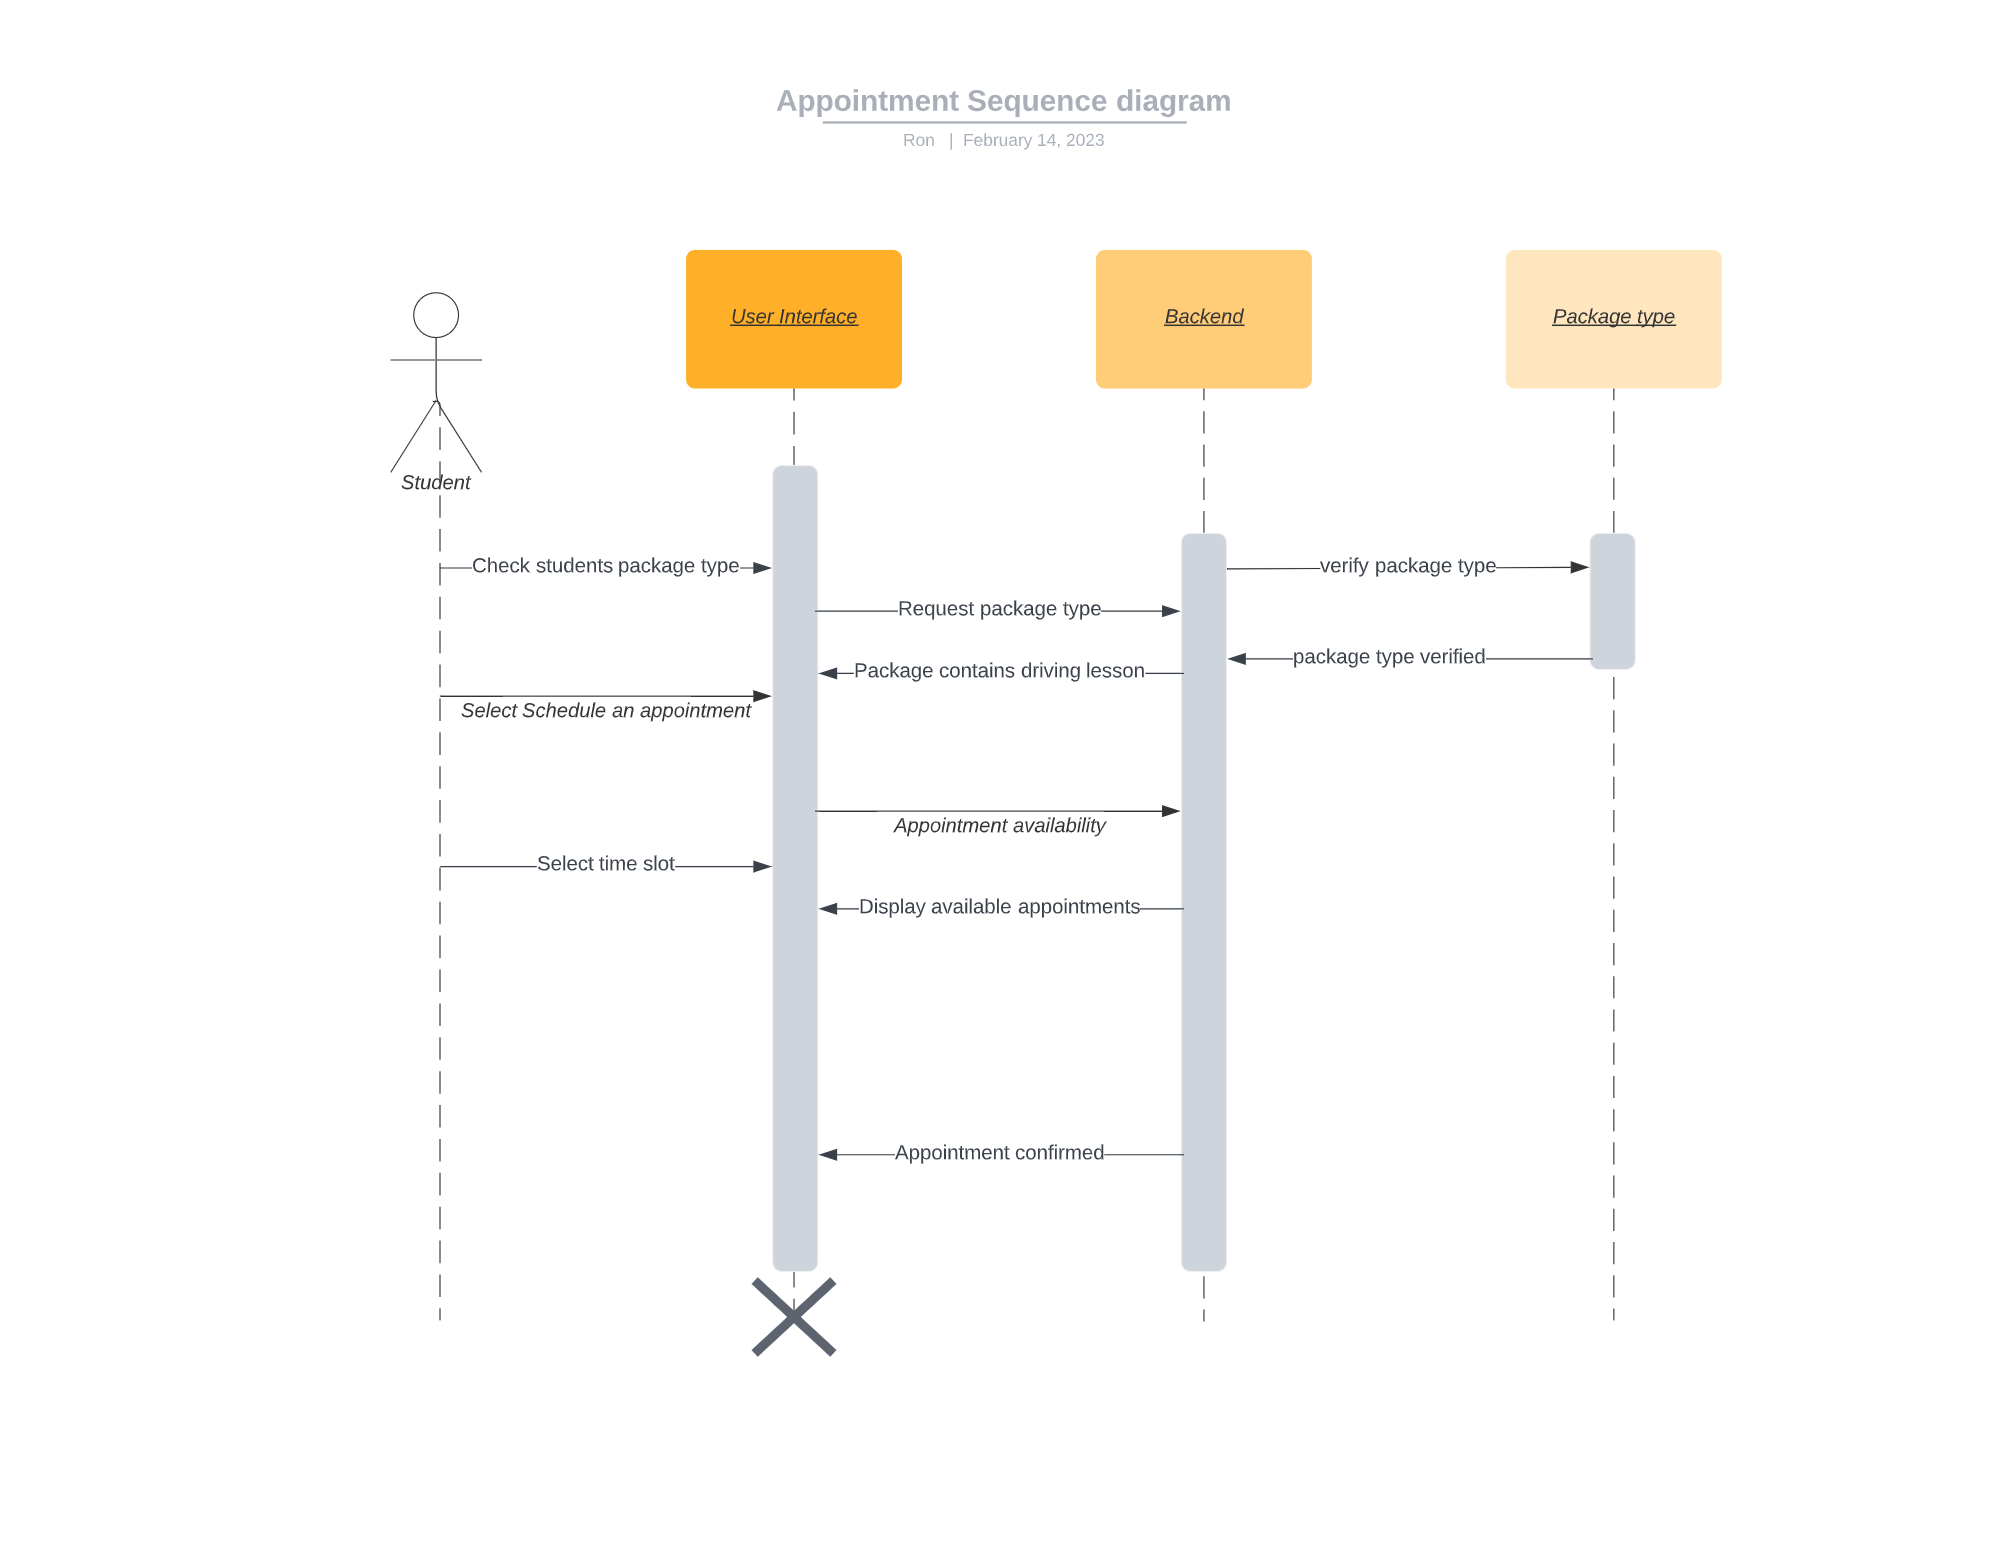 Appointment Sequence diagram
Ron | February 14, 2023
User Interface
Backend
Package type
Student
Check students package type
verify package type
Request package type
package type verified
Package contains driving lesson
Select Schedule an appointment
Appointment availability
Select time slot
Display available appointments
Appointment confirmed